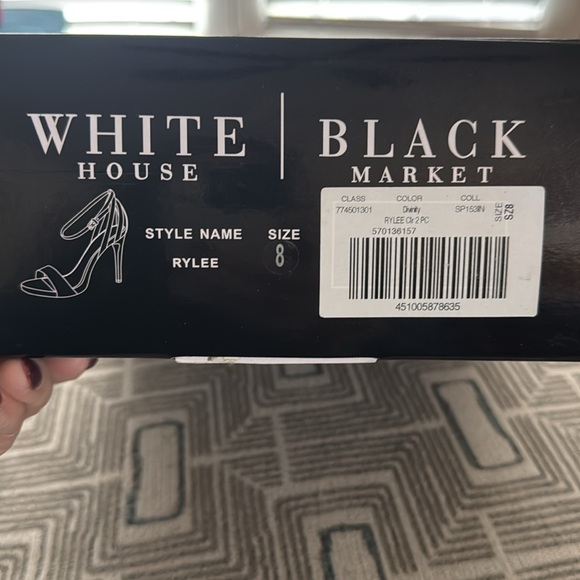 WHITE BLACK
HOUSE MARKET
STYLE NAME SIZE
RYLEE 8
CLASS COLOR COLL
774501301 Divinity SP153IN
RYLEE Clr 2 PC
570136157
451005878635
SIZE
SZ8